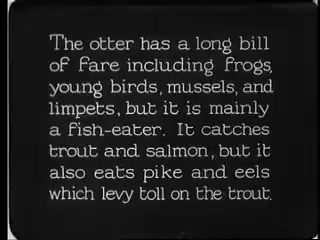 The otter has a long bill
of fare including frogs,
young birds, mussels, and
limpets, but it is mainly
a fish-eater. It catches
trout and salmon, but it
also eats pike and eels
which levy toll on the trout.